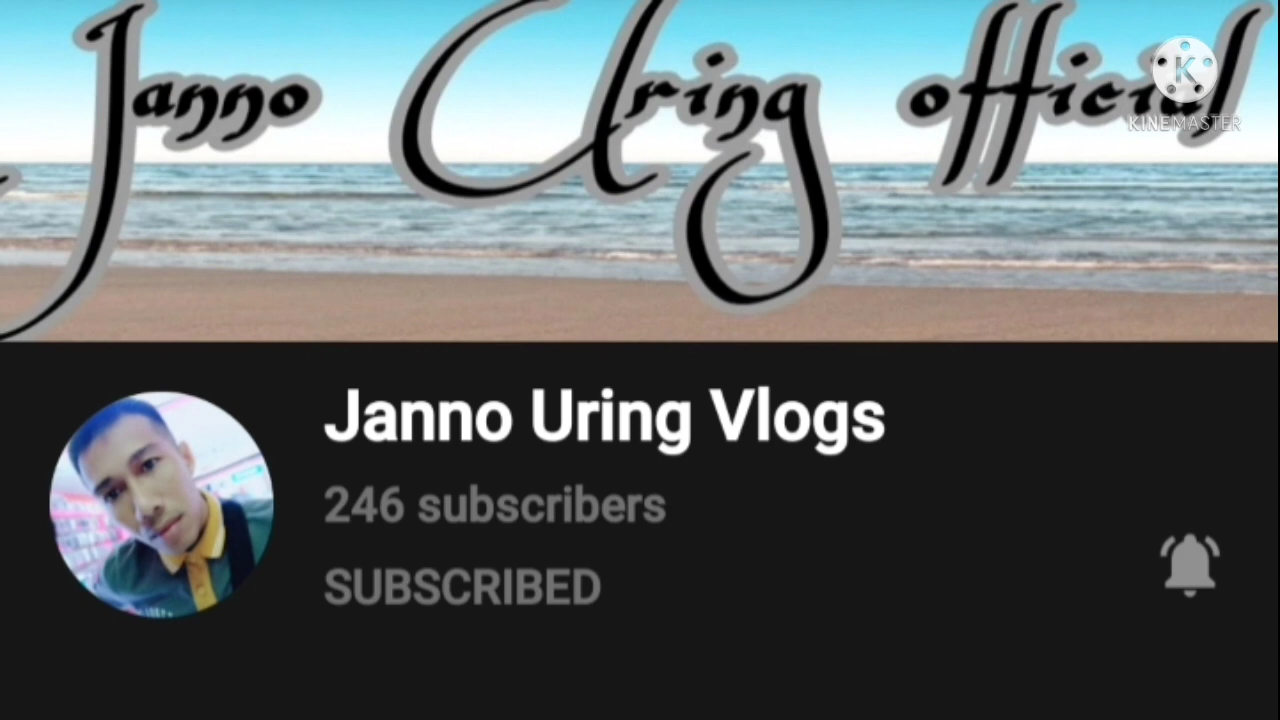 Janno Uring official
K
KINEMASTER
Janno Uring Vlogs
246 subscribers
SUBSCRIBED